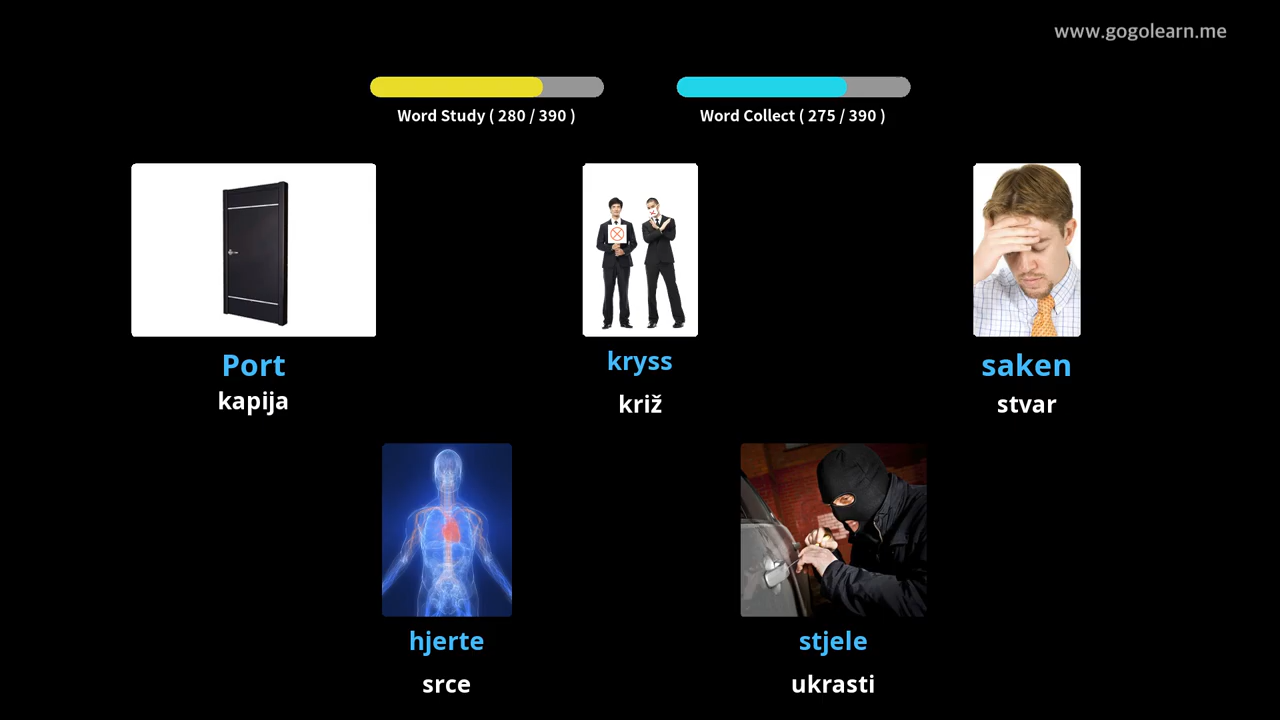 www.gogolearn.me
Word Study ( 280 / 390 )
Word Collect ( 275 / 390 )
Port
kapija
kryss
križ
saken
stvar
hjerte
srce
stjele
ukrasti